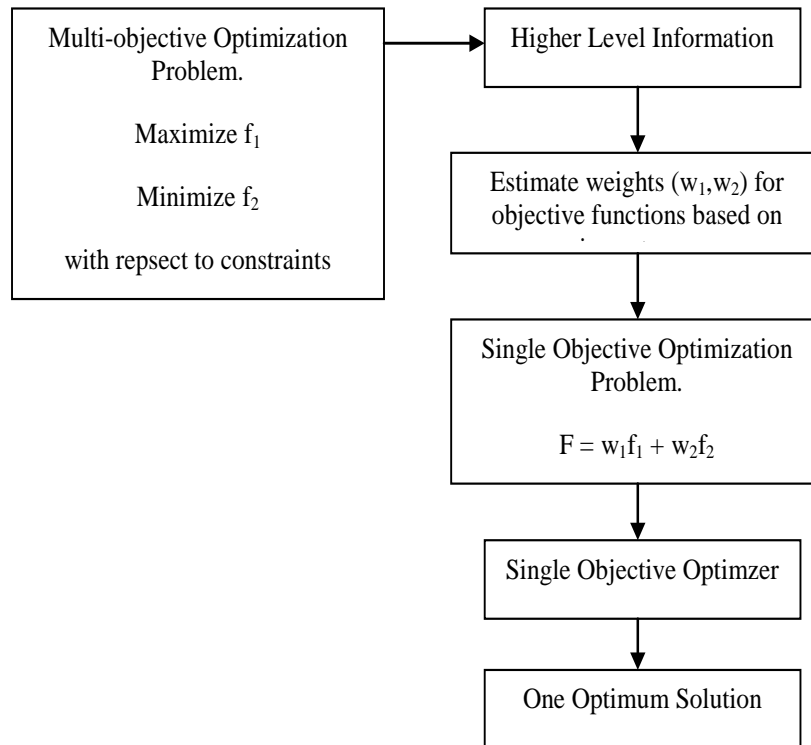 Multi-objective Optimization
Problem.
Maximize f₁
Minimize f₂
with repsect to constraints
Higher Level Information
Estimate weights (w₁,w₂) for
objective functions based on
Single Objective Optimization
Problem.
F = w₁f₁ + w₂f₂
Single Objective Optimzer
One Optimum Solution